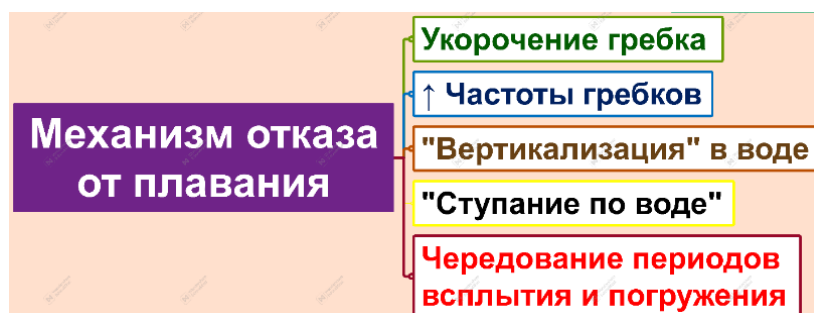 Механизм отказа
от плавания
Укорочение гребка
↑ Частоты гребков
"Вертикализация" в воде
"Ступание по воде"
Чередование периодов
всплытия и погружения